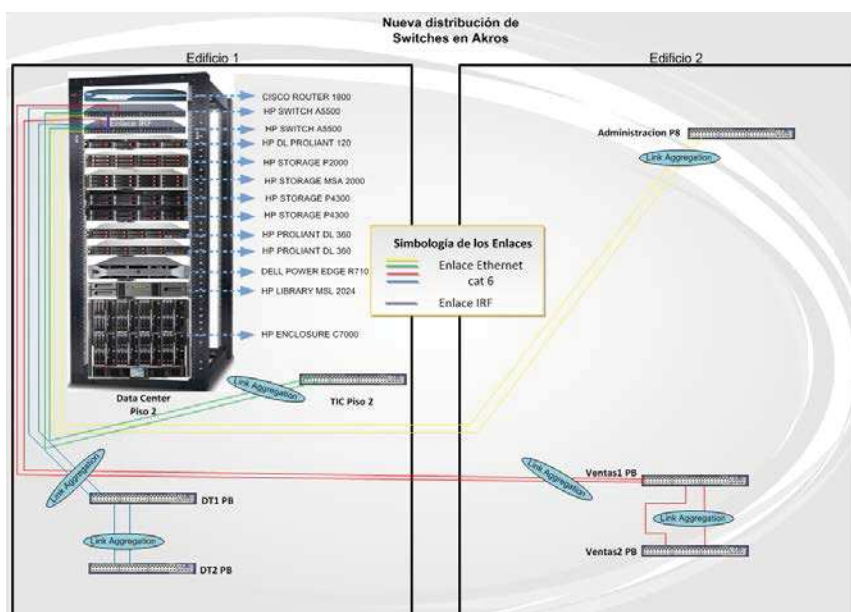 Nueva distribución de
Switches en Akros
Edificio 1
Edificio 2
CISCO ROUTER 1800
HP SWITCH A5500
Enlace IRF
HP SWITCH A5500
HP DL PROLIANT 120
HP STORAGE P2000
HP STORAGE MSA 2000
HP STORAGE P4300
HP STORAGE P4300
HP PROLIANT DL 360
HP PROLIANT DL 360
DELL POWER EDGE R710
HP LIBRARY MSL 2024
HP ENCLOSURE C7000
Administracion P8
Link Aggregation
Simbología de los Enlaces
Enlace Ethernet
cat 6
Enlace IRF
Link Aggregation
Data Center
Piso 2
TIC Piso 2
Link Aggregation
DT1 PB
Link Aggregation
DT2 PB
Link Aggregation
Ventas1 PB
Link Aggregation
Ventas2 PB